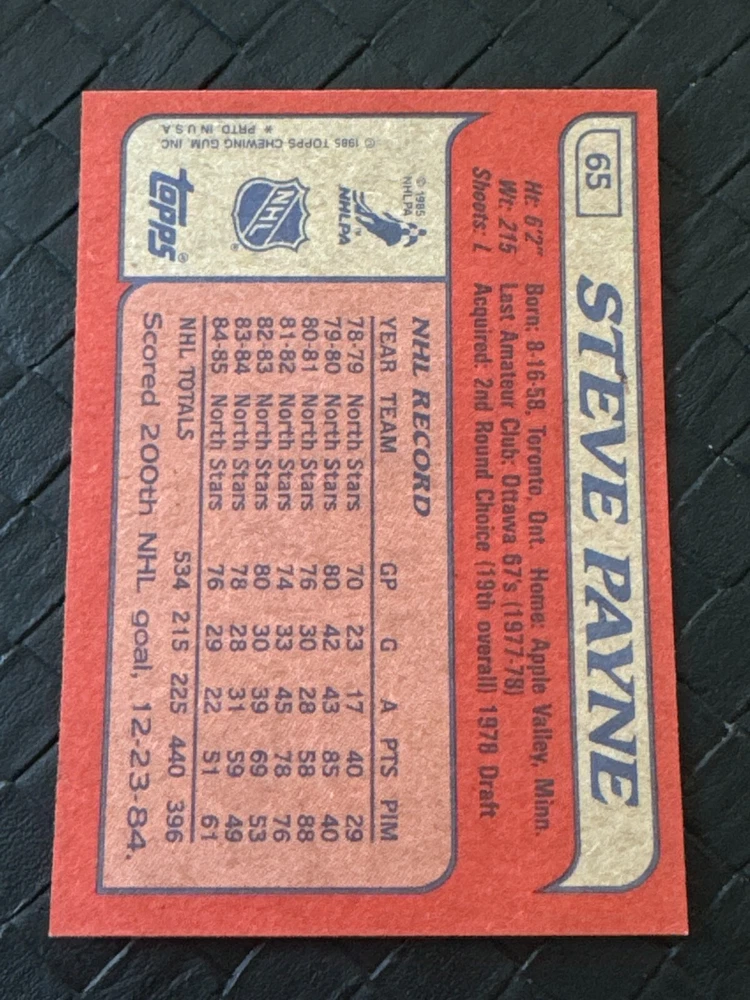 65
STEVE PAYNE
Ht: 6'2" Born: 8-16-58, Toronto, Ont. Home: Apple Valley, Minn.
Wt: 215 Last Amateur Club: Ottawa 67's (1977-78)
Shoots: L Acquired: 2nd Round Choice (19th overall) 1978 Draft
© 1985
NHLPA
NHLPA™
NHL®
topps®
© 1985 TOPPS CHEWING GUM, INC
* PRTD. IN U.S.A
NHL RECORD
YEAR TEAM GP G A PTS PIM
78-79 North Stars 70 23 17 40 29
79-80 North Stars 80 42 43 85 40
80-81 North Stars 76 30 28 58 88
81-82 North Stars 74 33 45 78 76
82-83 North Stars 80 30 39 69 53
83-84 North Stars 78 28 31 59 49
84-85 North Stars 76 29 22 51 61
NHL TOTALS 534 215 225 440 396
Scored 200th NHL goal, 12-23-84.